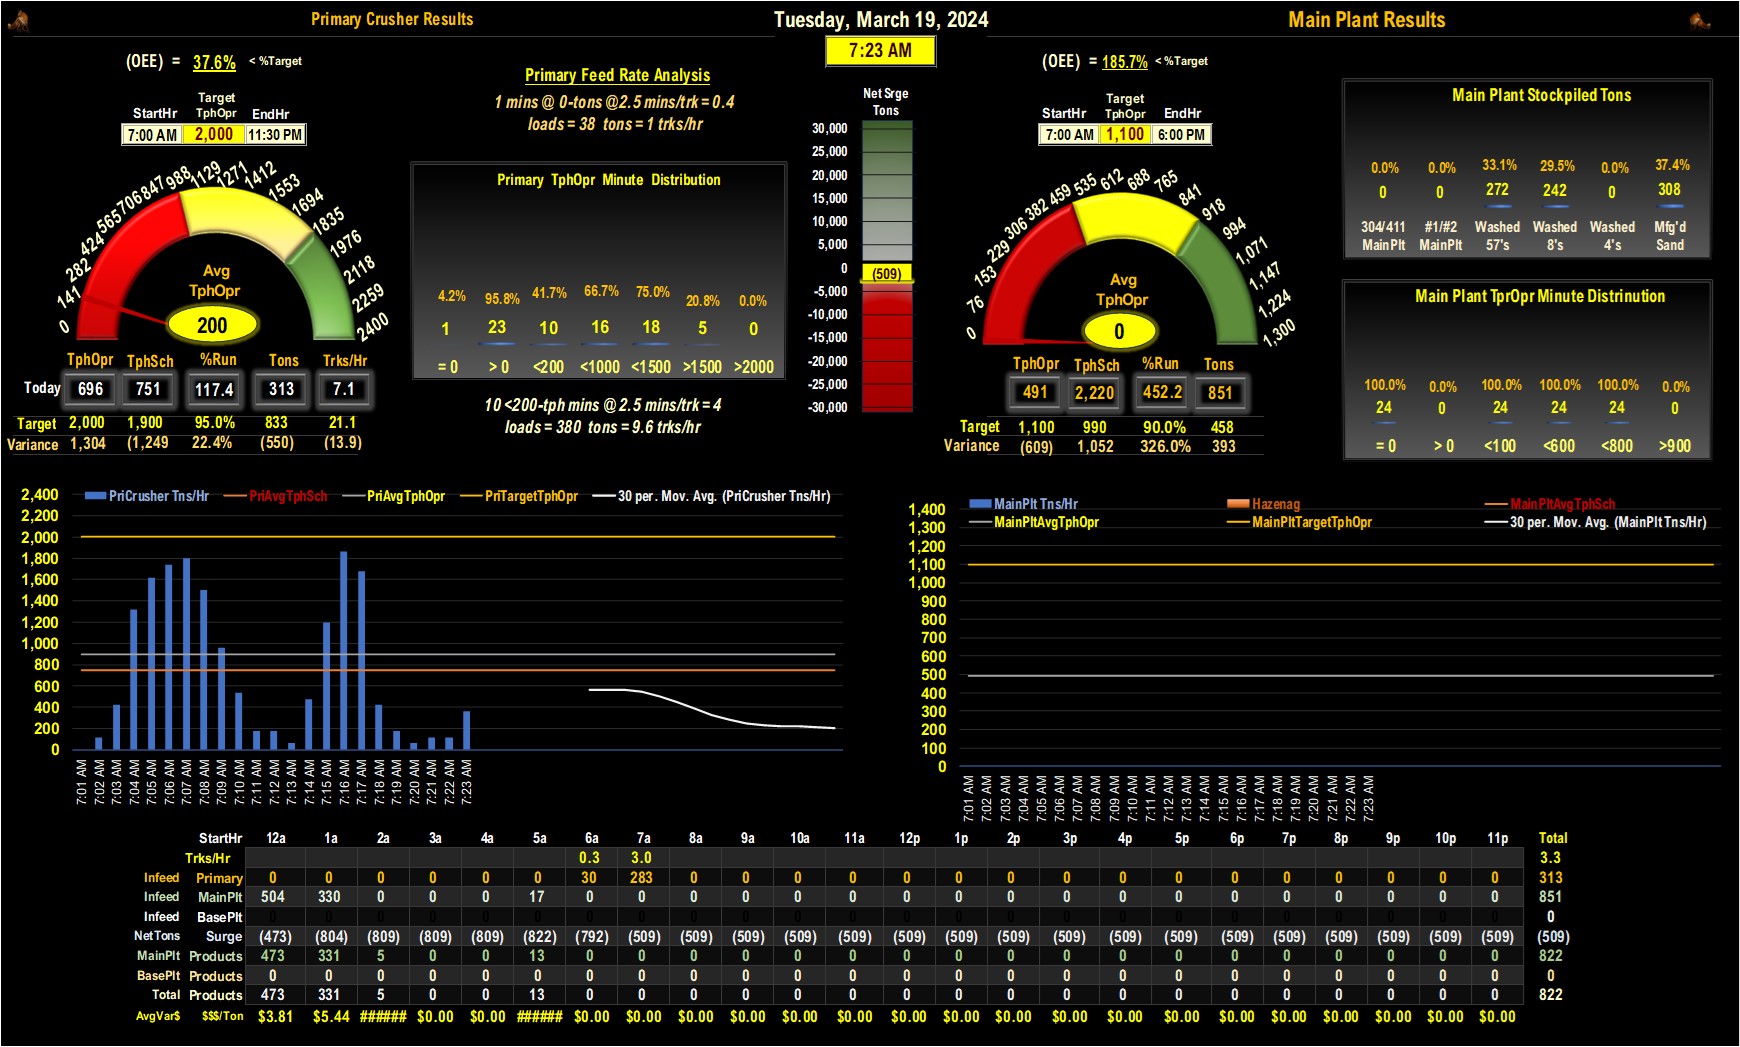 Primary Crusher Results
Tuesday, March 19, 2024
Main Plant Results
7:23 AM
(OEE) = 37.6% < %Target
StartHr Target TphOpr EndHr
7:00 AM 2,000 11:30 PM
0 141 282 424 565 706 847 988 1129 1271 1412 1553 1694 1835 1976 2118 2259 2400
Avg
TphOpr
200
TphOpr TphSch %Run Tons Trks/Hr
Today 696 751 117.4 313 7.1
Target 2,000 1,900 95.0% 833 21.1
Variance 1,304 (1,249 22.4% (550) (13.9)
Primary Feed Rate Analysis
1 mins @ 0-tons @2.5 mins/trk = 0.4
loads = 38 tons = 1 trks/hr
Primary TphOpr Minute Distribution
4.2% 95.8% 41.7% 66.7% 75.0% 20.8% 0.0%
1 23 10 16 18 5 0
= 0 > 0 <200 <1000 <1500 >1500 >2000
10 <200-tph mins @ 2.5 mins/trk = 4
loads = 380 tons = 9.6 trks/hr
Net Srge
Tons
30,000
25,000
20,000
15,000
10,000
5,000
0
(509)
-5,000
-10,000
-15,000
-20,000
-25,000
-30,000
(OEE) = 185.7% < %Target
StartHr Target TphOpr EndHr
7:00 AM 1,100 6:00 PM
0 76 153 229 306 382 459 535 612 688 765 841 918 994 1,071 1,147 1,224 1,300
Avg
TphOpr
0
TphOpr TphSch %Run Tons
491 2,220 452.2 851
Target 1,100 990 90.0% 458
Variance (609) 1,052 326.0% 393
Main Plant Stockpiled Tons
0.0% 0.0% 33.1% 29.5% 0.0% 37.4%
0 0 272 242 0 308
304/411 #1/#2 Washed Washed Washed Mfg'd
MainPlt MainPlt 57's 8's 4's Sand
Main Plant TprOpr Minute Distrinution
100.0% 0.0% 100.0% 100.0% 100.0% 0.0%
24 0 24 24 24 0
= 0 > 0 <100 <600 <800 >900
PriCrusher Tns/Hr PriAvgTphSch PriAvgTphOpr PriTargetTphOpr 30 per. Mov. Avg. (PriCrusher Tns/Hr)
2,400
2,200
2,000
1,800
1,600
1,400
1,200
1,000
800
600
400
200
0
7:01 AM 7:02 AM 7:03 AM 7:04 AM 7:05 AM 7:06 AM 7:07 AM 7:08 AM 7:09 AM 7:10 AM 7:11 AM 7:12 AM 7:13 AM 7:14 AM 7:15 AM 7:16 AM 7:17 AM 7:18 AM 7:19 AM 7:20 AM 7:21 AM 7:22 AM 7:23 AM
MainPlt Tns/Hr Hazenag MainPltAvgTphSch
MainPltAvgTphOpr MainPltTargetTphOpr 30 per. Mov. Avg. (MainPlt Tns/Hr)
1,400
1,300
1,200
1,100
1,000
900
800
700
600
500
400
300
200
100
0
7:01 AM 7:02 AM 7:03 AM 7:04 AM 7:05 AM 7:06 AM 7:07 AM 7:08 AM 7:09 AM 7:10 AM 7:11 AM 7:12 AM 7:13 AM 7:14 AM 7:15 AM 7:16 AM 7:17 AM 7:18 AM 7:19 AM 7:20 AM 7:21 AM 7:22 AM 7:23 AM
StartHr 12a 1a 2a 3a 4a 5a 6a 7a 8a 9a 10a 11a 12p 1p 2p 3p 4p 5p 6p 7p 8p 9p 10p 11p Total
Trks/Hr 0.3 3.0 3.3
Infeed Primary 0 0 0 0 0 0 30 283 0 0 0 0 0 0 0 0 0 0 0 0 0 0 0 0 313
Infeed MainPlt 504 330 0 0 0 17 0 0 0 0 0 0 0 0 0 0 0 0 0 0 0 0 0 0 851
Infeed BasePlt 0 0 0 0 0 0 0 0 0 0 0 0 0 0 0 0 0 0 0 0 0 0 0 0 0
NetTons Surge (473) (804) (809) (809) (809) (822) (792) (509) (509) (509) (509) (509) (509) (509) (509) (509) (509) (509) (509) (509) (509) (509) (509) (509) (509)
MainPlt Products 473 331 5 0 0 13 0 0 0 0 0 0 0 0 0 0 0 0 0 0 0 0 0 0 822
BasePlt Products 0 0 0 0 0 0 0 0 0 0 0 0 0 0 0 0 0 0 0 0 0 0 0 0 0
Total Products 473 331 5 0 0 13 0 0 0 0 0 0 0 0 0 0 0 0 0 0 0 0 0 0 822
AvgVar$ $$$/Ton $3.81 $5.44 ###### $0.00 $0.00 ###### $0.00 $0.00 $0.00 $0.00 $0.00 $0.00 $0.00 $0.00 $0.00 $0.00 $0.00 $0.00 $0.00 $0.00 $0.00 $0.00 $0.00 $0.00